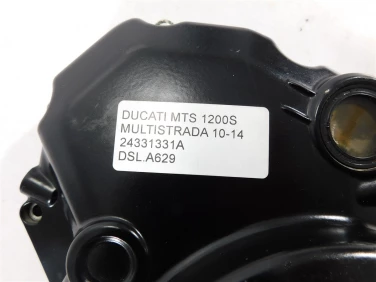 DUCATI MTS 1200S
MULTISTRADA 10-14
24331331A
DSL.A629